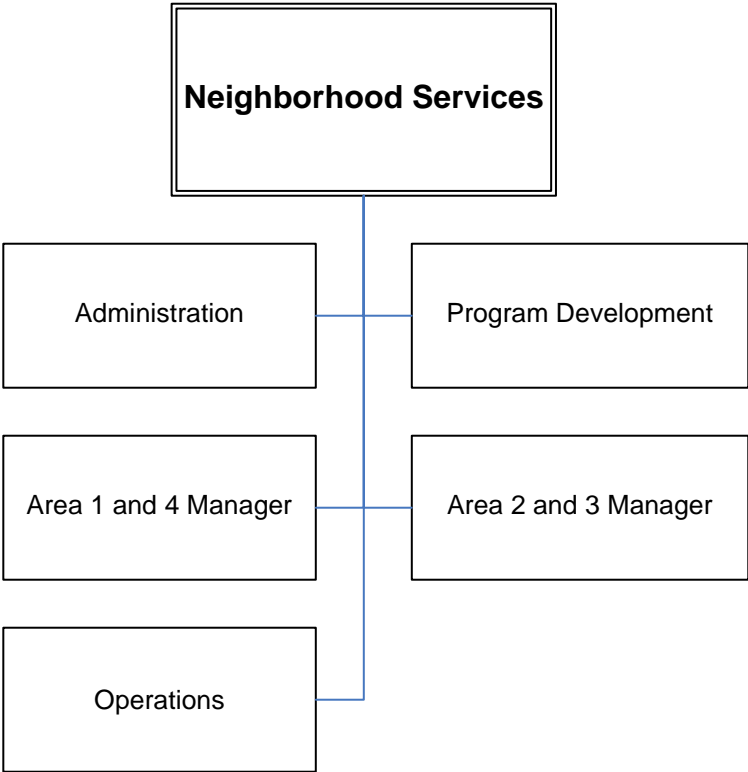 Neighborhood Services
Administration
Program Development
Area 1 and 4 Manager
Area 2 and 3 Manager
Operations